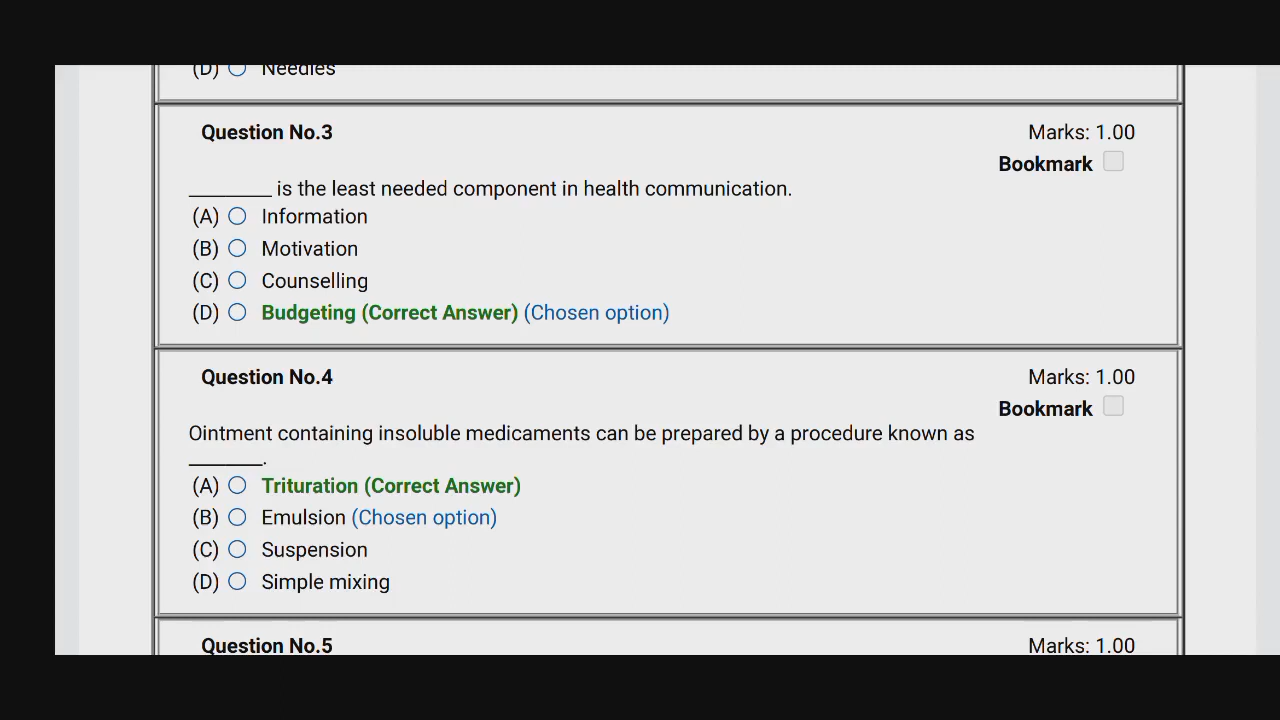 (D) Needles
Question No.3 Marks: 1.00
Bookmark
________ is the least needed component in health communication.
(A) Information
(B) Motivation
(C) Counselling
(D) Budgeting (Correct Answer) (Chosen option)
Question No.4 Marks: 1.00
Bookmark
Ointment containing insoluble medicaments can be prepared by a procedure known as
_______.
(A) Trituration (Correct Answer)
(B) Emulsion (Chosen option)
(C) Suspension
(D) Simple mixing
Question No.5 Marks: 1.00